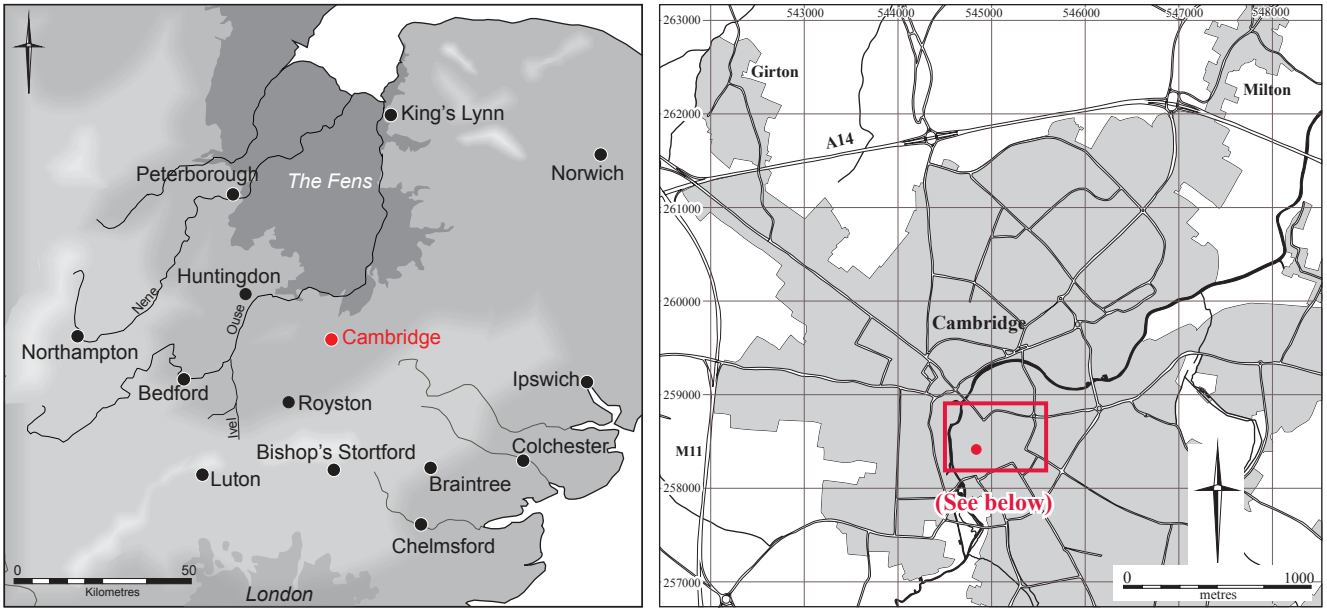 King's Lynn
Norwich
Peterborough
The Fens
Huntingdon
Nene
Ouse
Cambridge
Northampton
Bedford
Ipswich
Royston
Ivel
Bishop's Stortford
Colchester
Luton
Braintree
Chelmsford
0 50
Kilometres
London
263000 543000 544000 545000 546000 547000 548000
Girton
Milton
262000
A14
261000
260000
Cambridge
259000
M11
258000
(See below)
257000
0 1000
metres